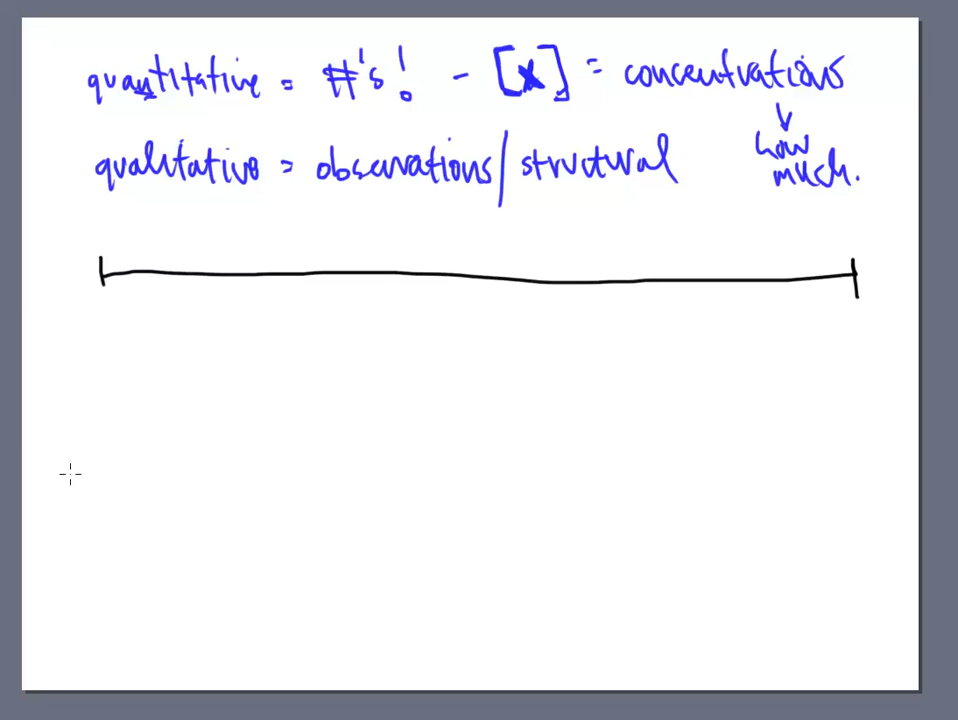 quantitative = #'s! - [x] = concentrations
how
much.
qualitative = observations/structural